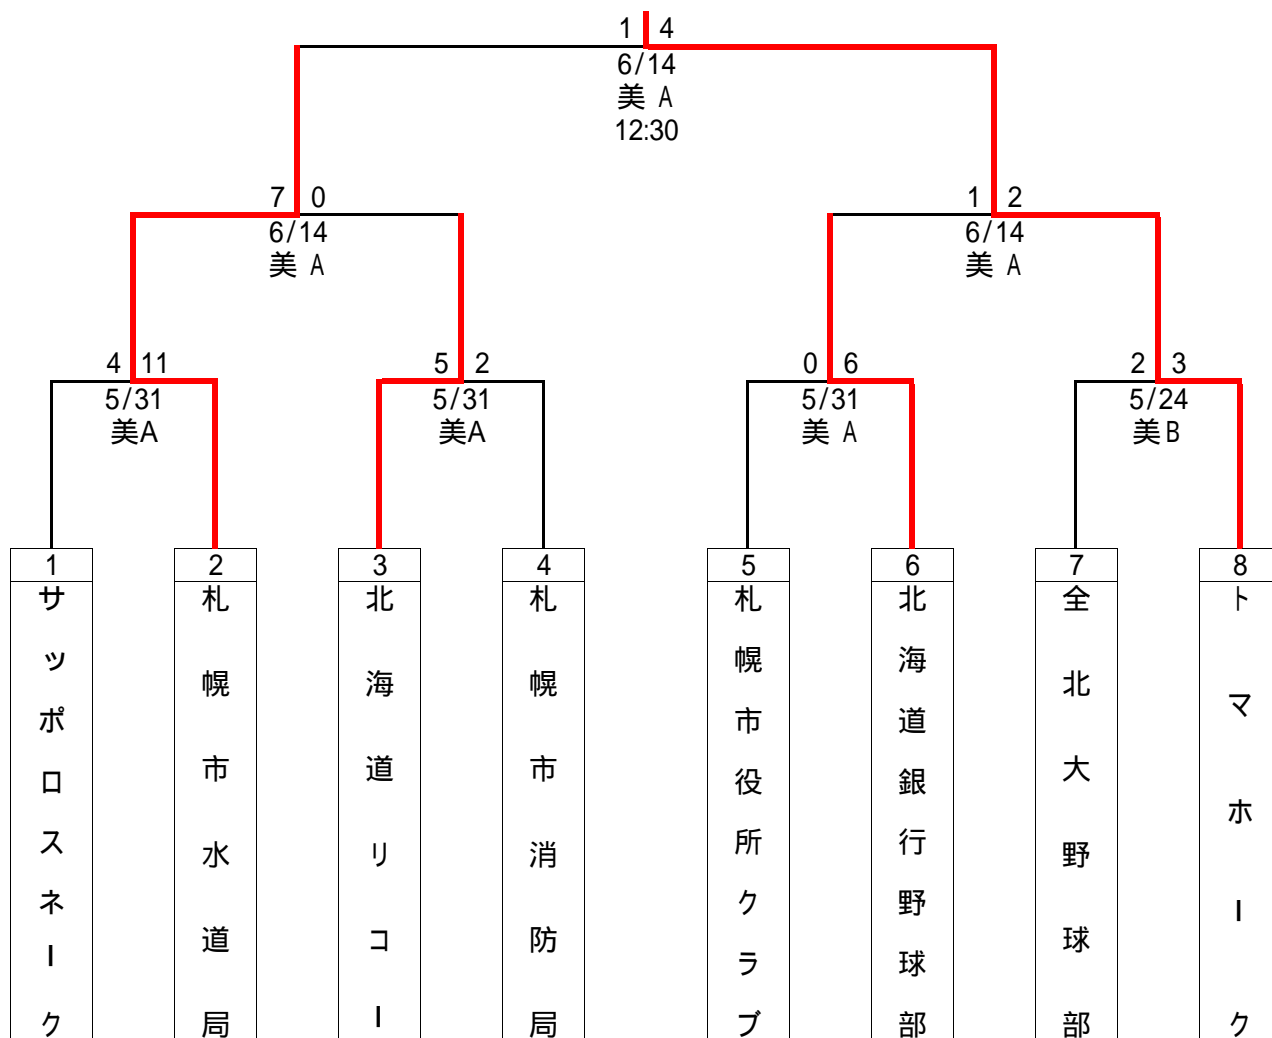 1 4
6/14
美 A
12:30
7 0
6/14
美 A
1 2
6/14
美 A
4 11
5/31
美A
5 2
5/31
美A
0 6
5/31
美 A
2 3
5/24
美B
1
サッポロスネーク
2
札幌市水道局
3
北海道リコー
4
札幌市消防局
5
札幌市役所クラブ
6
北海道銀行野球部
7
全北大野球部
8
トマホーク